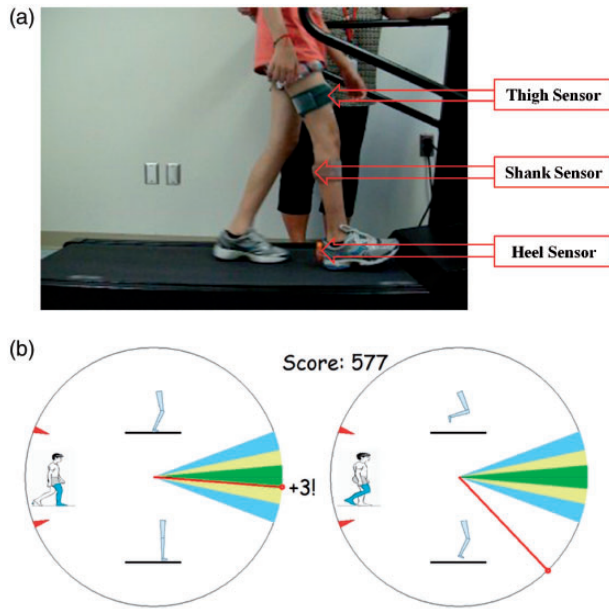 (a)
Thigh Sensor
Shank Sensor
Heel Sensor
(b)
Score: 577
+3!